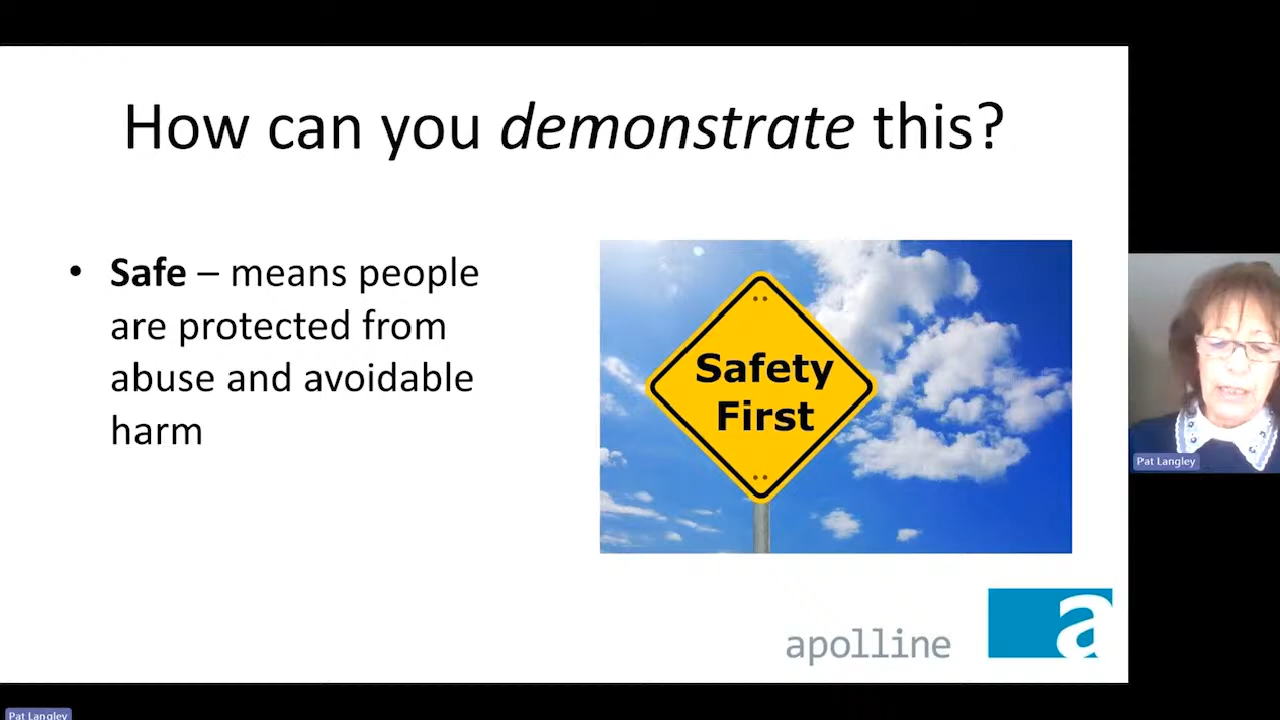 How can you demonstrate this?
• Safe – means people
are protected from
abuse and avoidable
harm
Safety
First
apolline
a
Pat Langley
Pat Langley